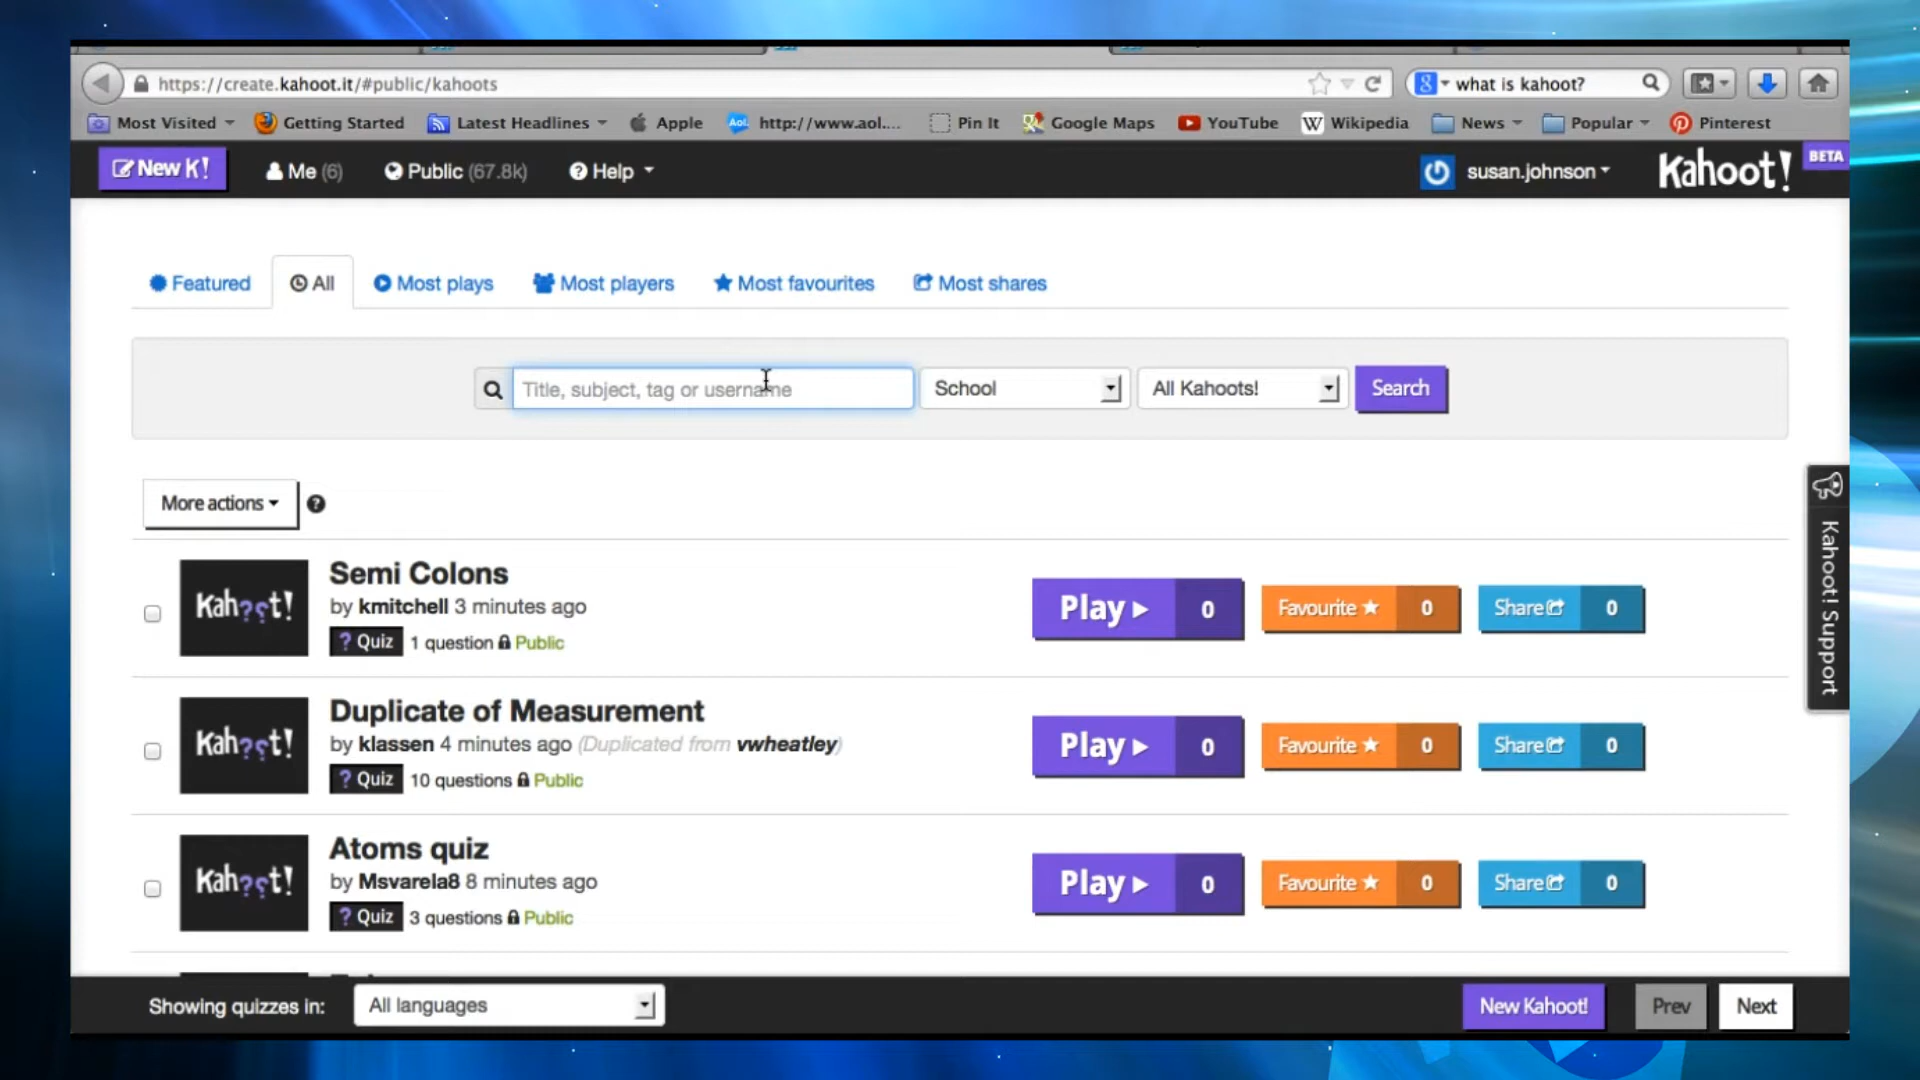 https://create.kahoot.it/#public/kahoots what is kahoot?
Most Visited Getting Started Latest Headlines Apple Aol. http://www.aol.... Pin It Google Maps YouTube W Wikipedia News Popular Pinterest
New K! Me (6) Public (67.8k) ? Help susan.johnson Kahoot! BETA
Featured All Most plays Most players Most favourites Most shares
Title, subject, tag or username School All Kahoots! Search
More actions ?
Semi Colons
Kah??t! by kmitchell 3 minutes ago Play 0 Favourite 0 Share 0
? Quiz 1 question Public
Duplicate of Measurement
Kah??t! by klassen 4 minutes ago (Duplicated from vwheatley) Play 0 Favourite 0 Share 0
? Quiz 10 questions Public
Atoms quiz
Kah??t! by Msvarela8 8 minutes ago Play 0 Favourite 0 Share 0
? Quiz 3 questions Public
Kahoot! Support
Showing quizzes in: All languages New Kahoot! Prev Next